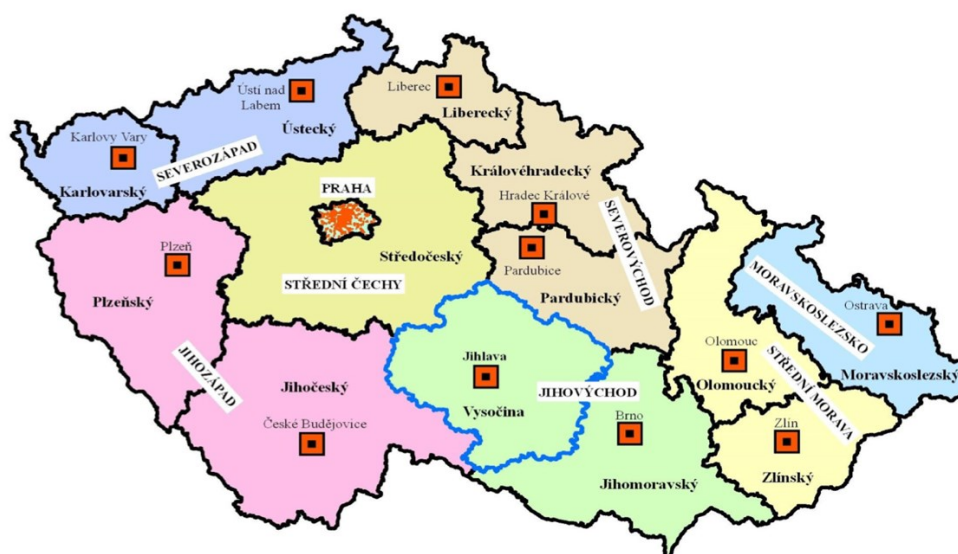 Liberec
Liberecký
Ústí nad
Labem
Ústecký
Karlovy Vary
Karlovarský
SEVEROZÁPAD
Královéhradecký
Hradec Králové
PRAHA
Středočeský
STŘEDNÍ ČECHY
Plzeň
Plzeňský
Pardubice
Pardubický
SEVEROVÝCHOD
MORAVSKOSLEZSKO
Ostrava
Moravskoslezský
Olomouc
Olomoucký
STŘEDNÍ MORAVA
JIHOZÁPAD
Jihočeský
České Budějovice
Jihlava
Vysočina
JIHOVÝCHOD
Brno
Jihomoravský
Zlín
Zlínský